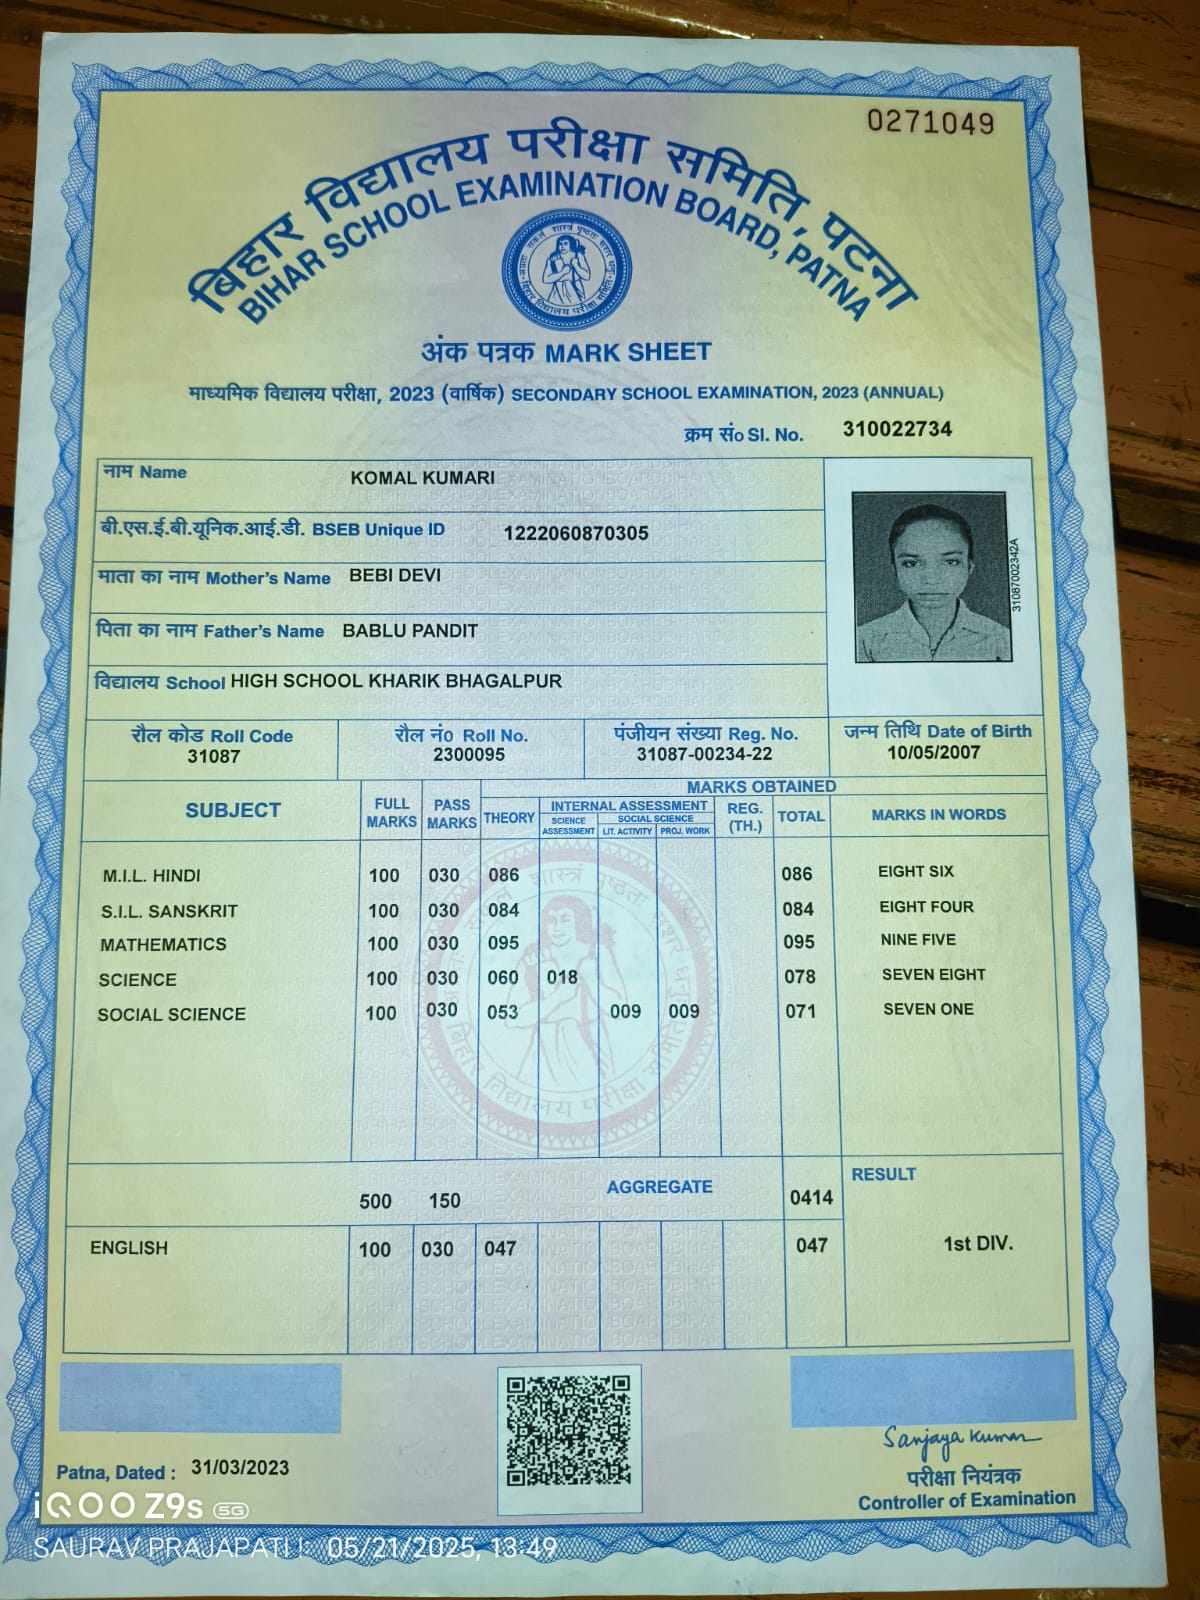 0271049
बिहार विद्यालय परीक्षा समिति, पटना
BIHAR SCHOOL EXAMINATION BOARD, PATNA
अंक पत्रक MARK SHEET
माध्यमिक विद्यालय परीक्षा, 2023 (वार्षिक) SECONDARY SCHOOL EXAMINATION, 2023 (ANNUAL)
क्रम सं० Sl. No. 310022734
नाम Name KOMAL KUMARI
बी.एस.ई.बी.यूनिक.आई.डी. BSEB Unique ID 1222060870305
माता का नाम Mother's Name BEBI DEVI
पिता का नाम Father's Name BABLU PANDIT
विद्यालय School HIGH SCHOOL KHARIK BHAGALPUR
31087002342A
रौल कोड Roll Code रौल नं0 Roll No. पंजीयन संख्या Reg. No. जन्म तिथि Date of Birth
31087 2300095 31087-00234-22 10/05/2007
MARKS OBTAINED
SUBJECT FULL MARKS PASS MARKS THEORY INTERNAL ASSESSMENT REG. (TH.) TOTAL MARKS IN WORDS
SCIENCE ASSESSMENT SOCIAL SCIENCE
LIT. ACTIVITY PROJ. WORK
M.I.L. HINDI 100 030 086 086 EIGHT SIX
S.I.L. SANSKRIT 100 030 084 084 EIGHT FOUR
MATHEMATICS 100 030 095 095 NINE FIVE
SCIENCE 100 030 060 018 078 SEVEN EIGHT
SOCIAL SCIENCE 100 030 053 009 009 071 SEVEN ONE
500 150 AGGREGATE 0414 RESULT
ENGLISH 100 030 047 047 1st DIV.
Sanjaya Kumar
Patna, Dated : 31/03/2023
परीक्षा नियंत्रक
Controller of Examination
iQOO Z9s 5G
SAURAV PRAJAPATI | 05/21/2025, 13:49